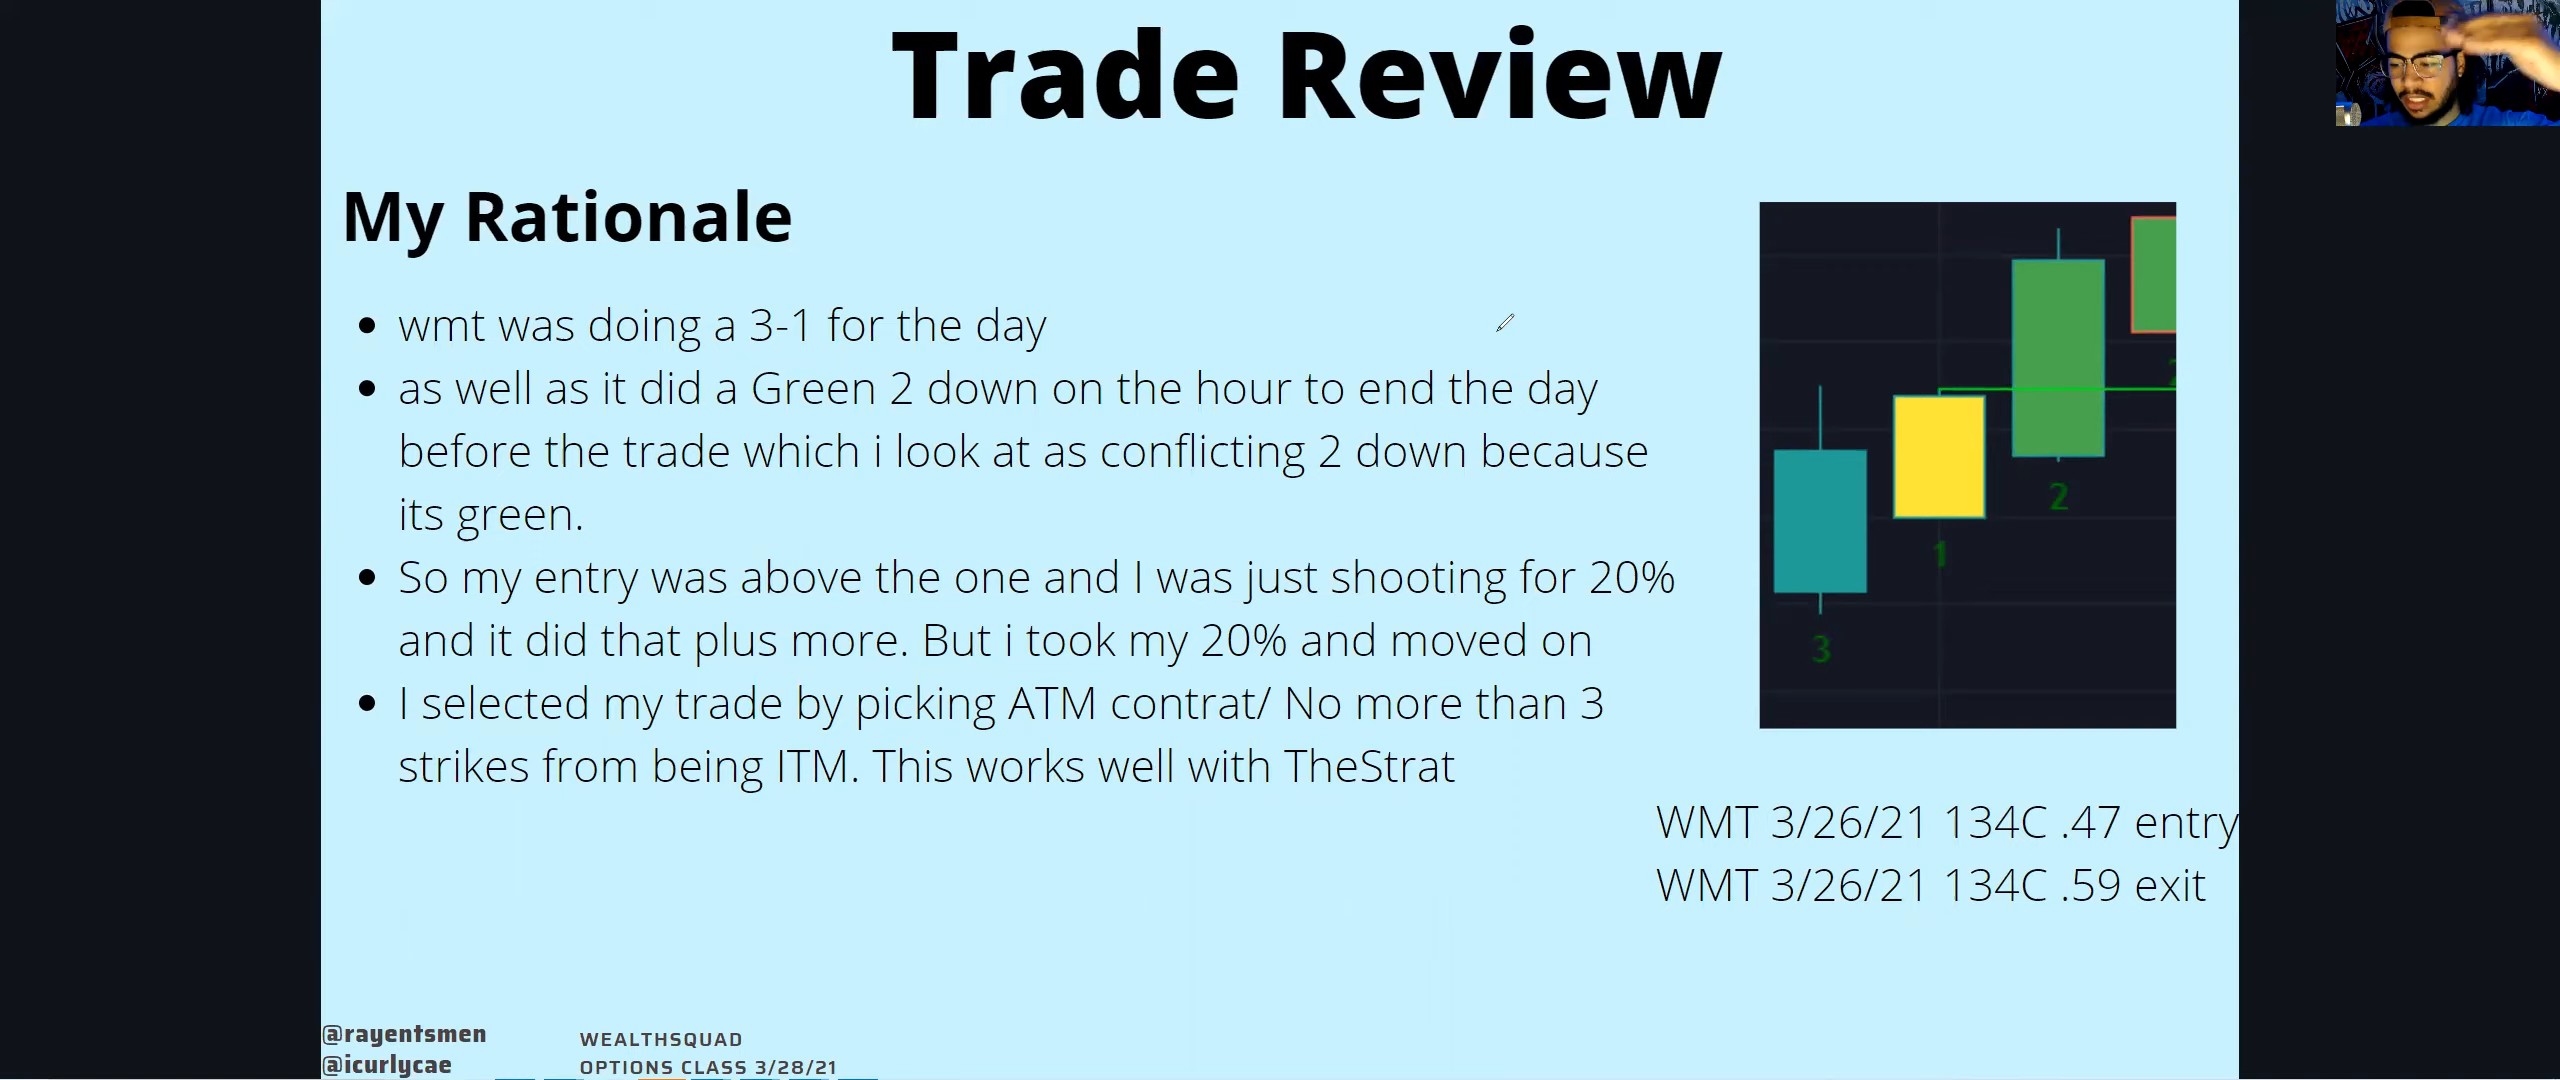 Trade Review
My Rationale
wmt was doing a 3-1 for the day
as well as it did a Green 2 down on the hour to end the day
before the trade which i look at as conflicting 2 down because
its green.
So my entry was above the one and I was just shooting for 20%
and it did that plus more. But i took my 20% and moved on
I selected my trade by picking ATM contrat/ No more than 3
strikes from being ITM. This works well with TheStrat
2
1
3
WMT 3/26/21 134C .47 entry
WMT 3/26/21 134C .59 exit
@rayentsmen
@icurlycae
WEALTHSQUAD
OPTIONS CLASS 3/28/21